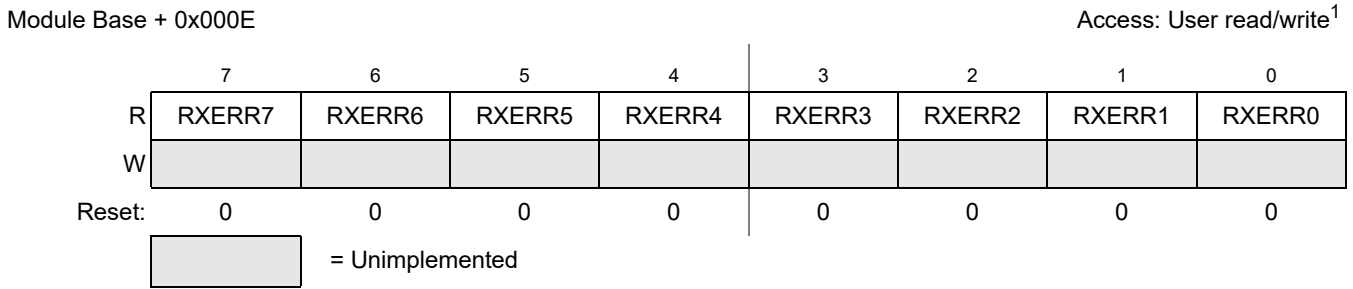 Module Base + 0x000E Access: User read/write1
7 6 5 4 3 2 1 0
R RXERR7 RXERR6 RXERR5 RXERR4 RXERR3 RXERR2 RXERR1 RXERR0
W
Reset: 0 0 0 0 0 0 0 0
= Unimplemented